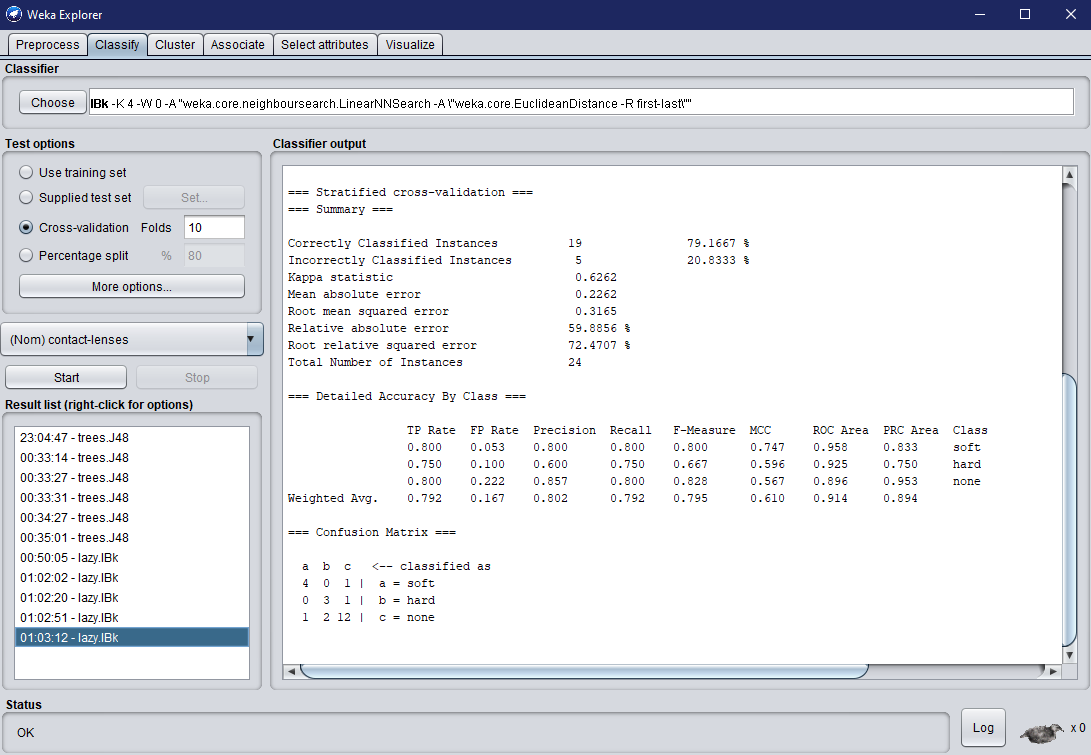 Weka Explorer
Preprocess Classify Cluster Associate Select attributes Visualize
Classifier
Choose IBk -K 4 -W 0 -A "weka.core.neighboursearch.LinearNNSearch -A \"weka.core.EuclideanDistance -R first-last\""
Test options
Use training set
Supplied test set Set...
Cross-validation Folds 10
Percentage split % 80
More options...
(Nom) contact-lenses
Start Stop
Result list (right-click for options)
23:04:47 - trees.J48
00:33:14 - trees.J48
00:33:27 - trees.J48
00:33:31 - trees.J48
00:34:27 - trees.J48
00:35:01 - trees.J48
00:50:05 - lazy.IBk
01:02:02 - lazy.IBk
01:02:20 - lazy.IBk
01:02:51 - lazy.IBk
01:03:12 - lazy.IBk
Classifier output
=== Stratified cross-validation ===
=== Summary ===
Correctly Classified Instances 19 79.1667 %
Incorrectly Classified Instances 5 20.8333 %
Kappa statistic 0.6262
Mean absolute error 0.2262
Root mean squared error 0.3165
Relative absolute error 59.8856 %
Root relative squared error 72.4707 %
Total Number of Instances 24
=== Detailed Accuracy By Class ===
TP Rate FP Rate Precision Recall F-Measure MCC ROC Area PRC Area Class
0.800 0.053 0.800 0.800 0.800 0.747 0.958 0.833 soft
0.750 0.100 0.600 0.750 0.667 0.596 0.925 0.750 hard
0.800 0.222 0.857 0.800 0.828 0.567 0.896 0.953 none
Weighted Avg. 0.792 0.167 0.802 0.792 0.795 0.610 0.914 0.894
=== Confusion Matrix ===
a b c <-- classified as
4 0 1 | a = soft
0 3 1 | b = hard
1 2 12 | c = none
Status
OK
Log x 0